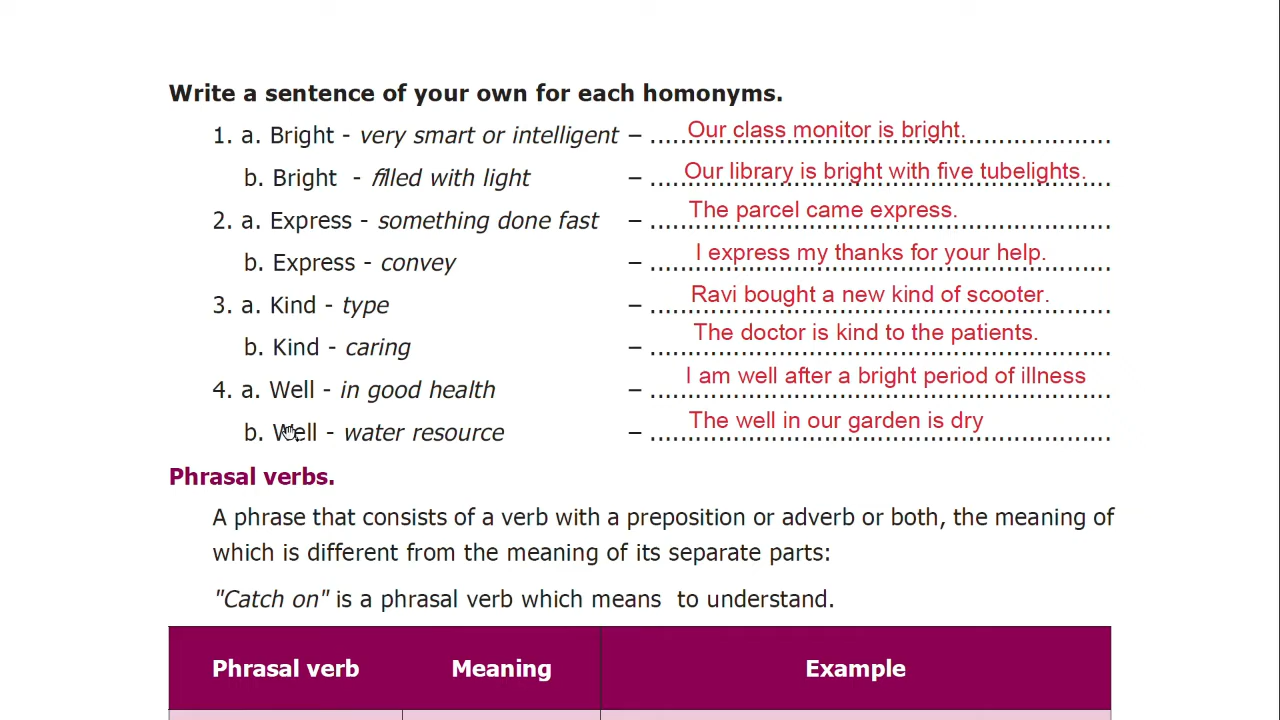 Write a sentence of your own for each homonyms.
1. a. Bright - very smart or intelligent – Our class monitor is bright.
b. Bright - filled with light – Our library is bright with five tubelights.
2. a. Express - something done fast – The parcel came express.
b. Express - convey – I express my thanks for your help.
3. a. Kind - type – Ravi bought a new kind of scooter.
b. Kind - caring – The doctor is kind to the patients.
4. a. Well - in good health – I am well after a bright period of illness
b. Well - water resource – The well in our garden is dry
Phrasal verbs.
A phrase that consists of a verb with a preposition or adverb or both, the meaning of
which is different from the meaning of its separate parts:
"Catch on" is a phrasal verb which means to understand.
Phrasal verb Meaning Example